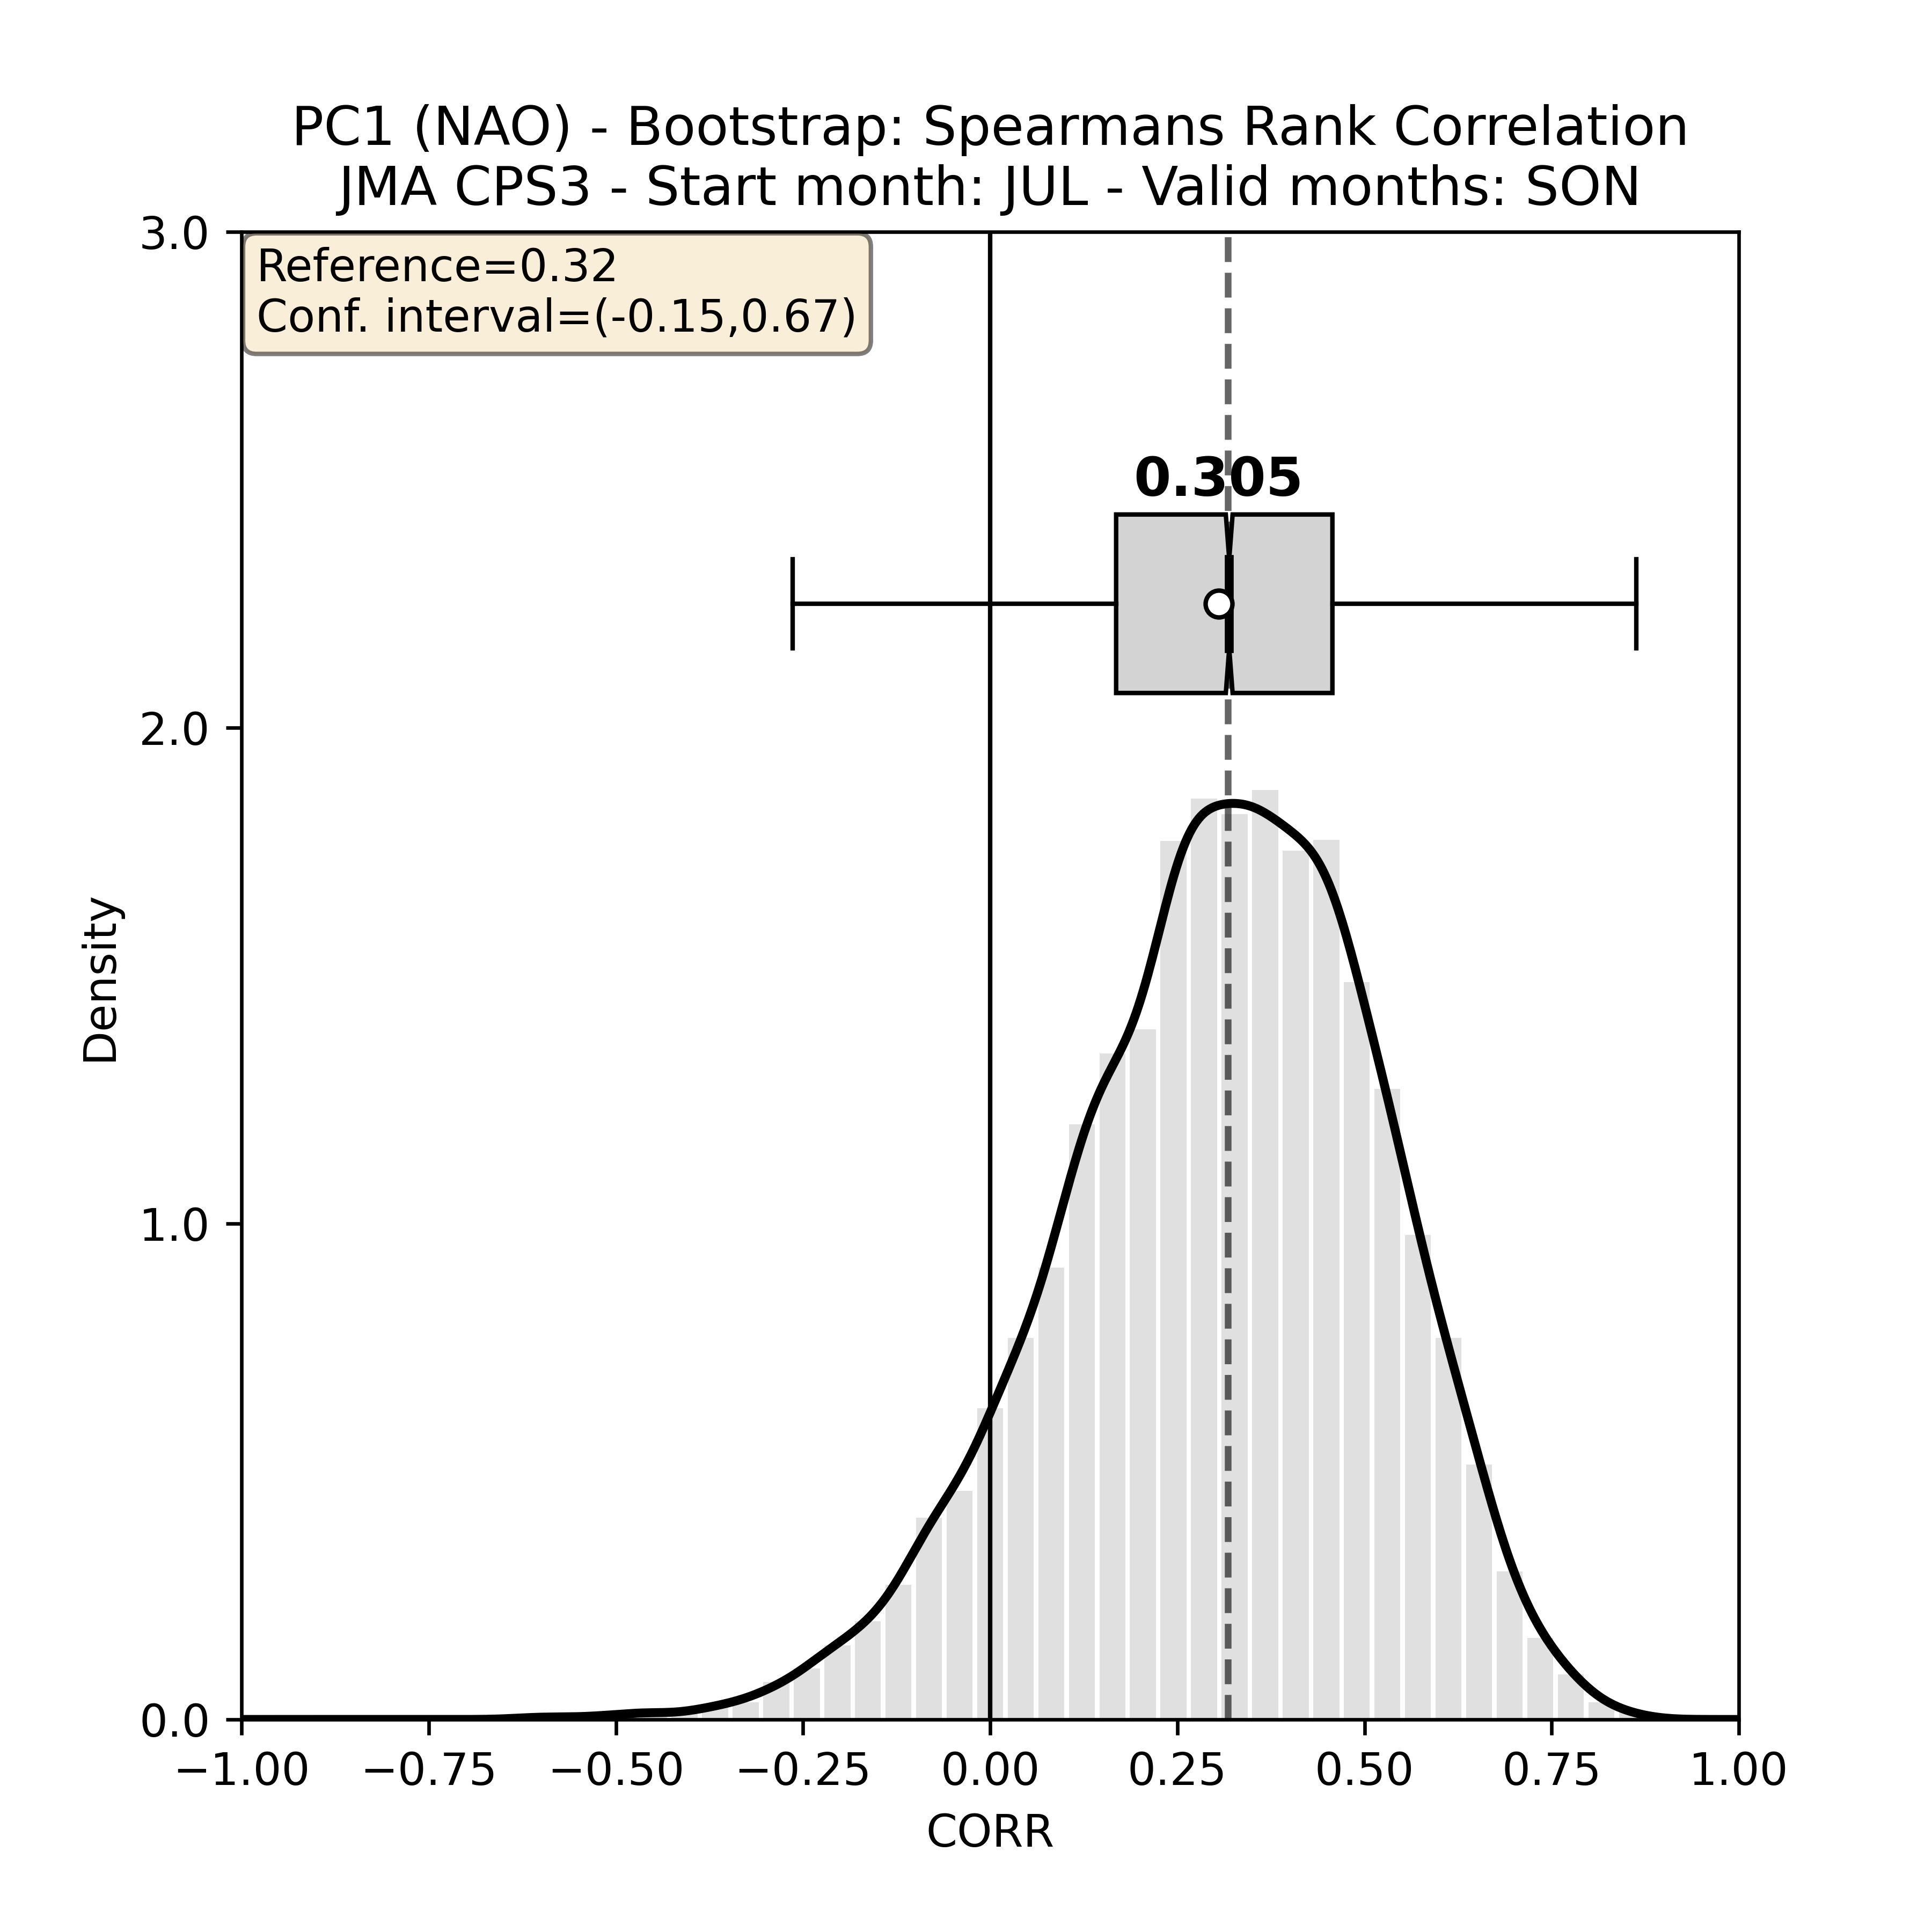 PC1 (NAO) - Bootstrap: Spearmans Rank Correlation
JMA CPS3 - Start month: JUL - Valid months: SON
Reference=0.32
Conf. interval=(-0.15,0.67)
0.305
3.0
2.0
1.0
0.0
Density
−1.00 −0.75 −0.50 −0.25 0.00 0.25 0.50 0.75 1.00
CORR